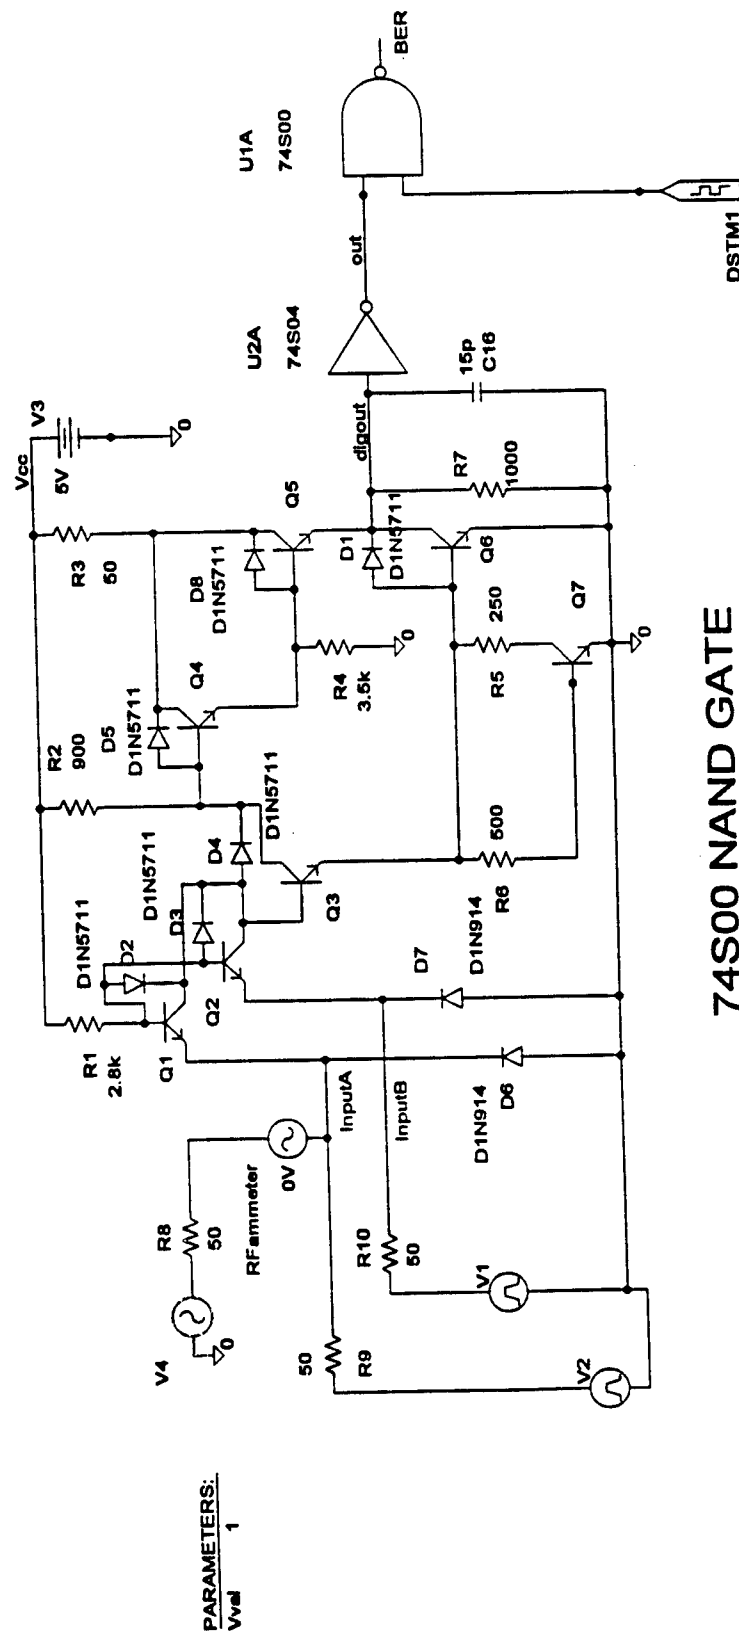 PARAMETERS:
Vval 1
V4
R8
50
RFammeter
0V
50
R9
R10
50
V2
V1
InputA
InputB
R1
2.8k
Q1
D1N5711
D2
Q2
D1N5711
D3
D4
D1N5711
Q3
D1N914
D6
D7
D1N914
R2
900
D5
D1N5711
Q4
R3
50
D8
D1N5711
Q5
R4
3.5k
0
D1
D1N5711
Q6
250
R5
500
R6
Q7
0
Vcc
V3
5V
0
digout
R7
1000
15p
C16
U2A
74S04
out
U1A
74S00
BER
DSTM1
0
74S00 NAND GATE